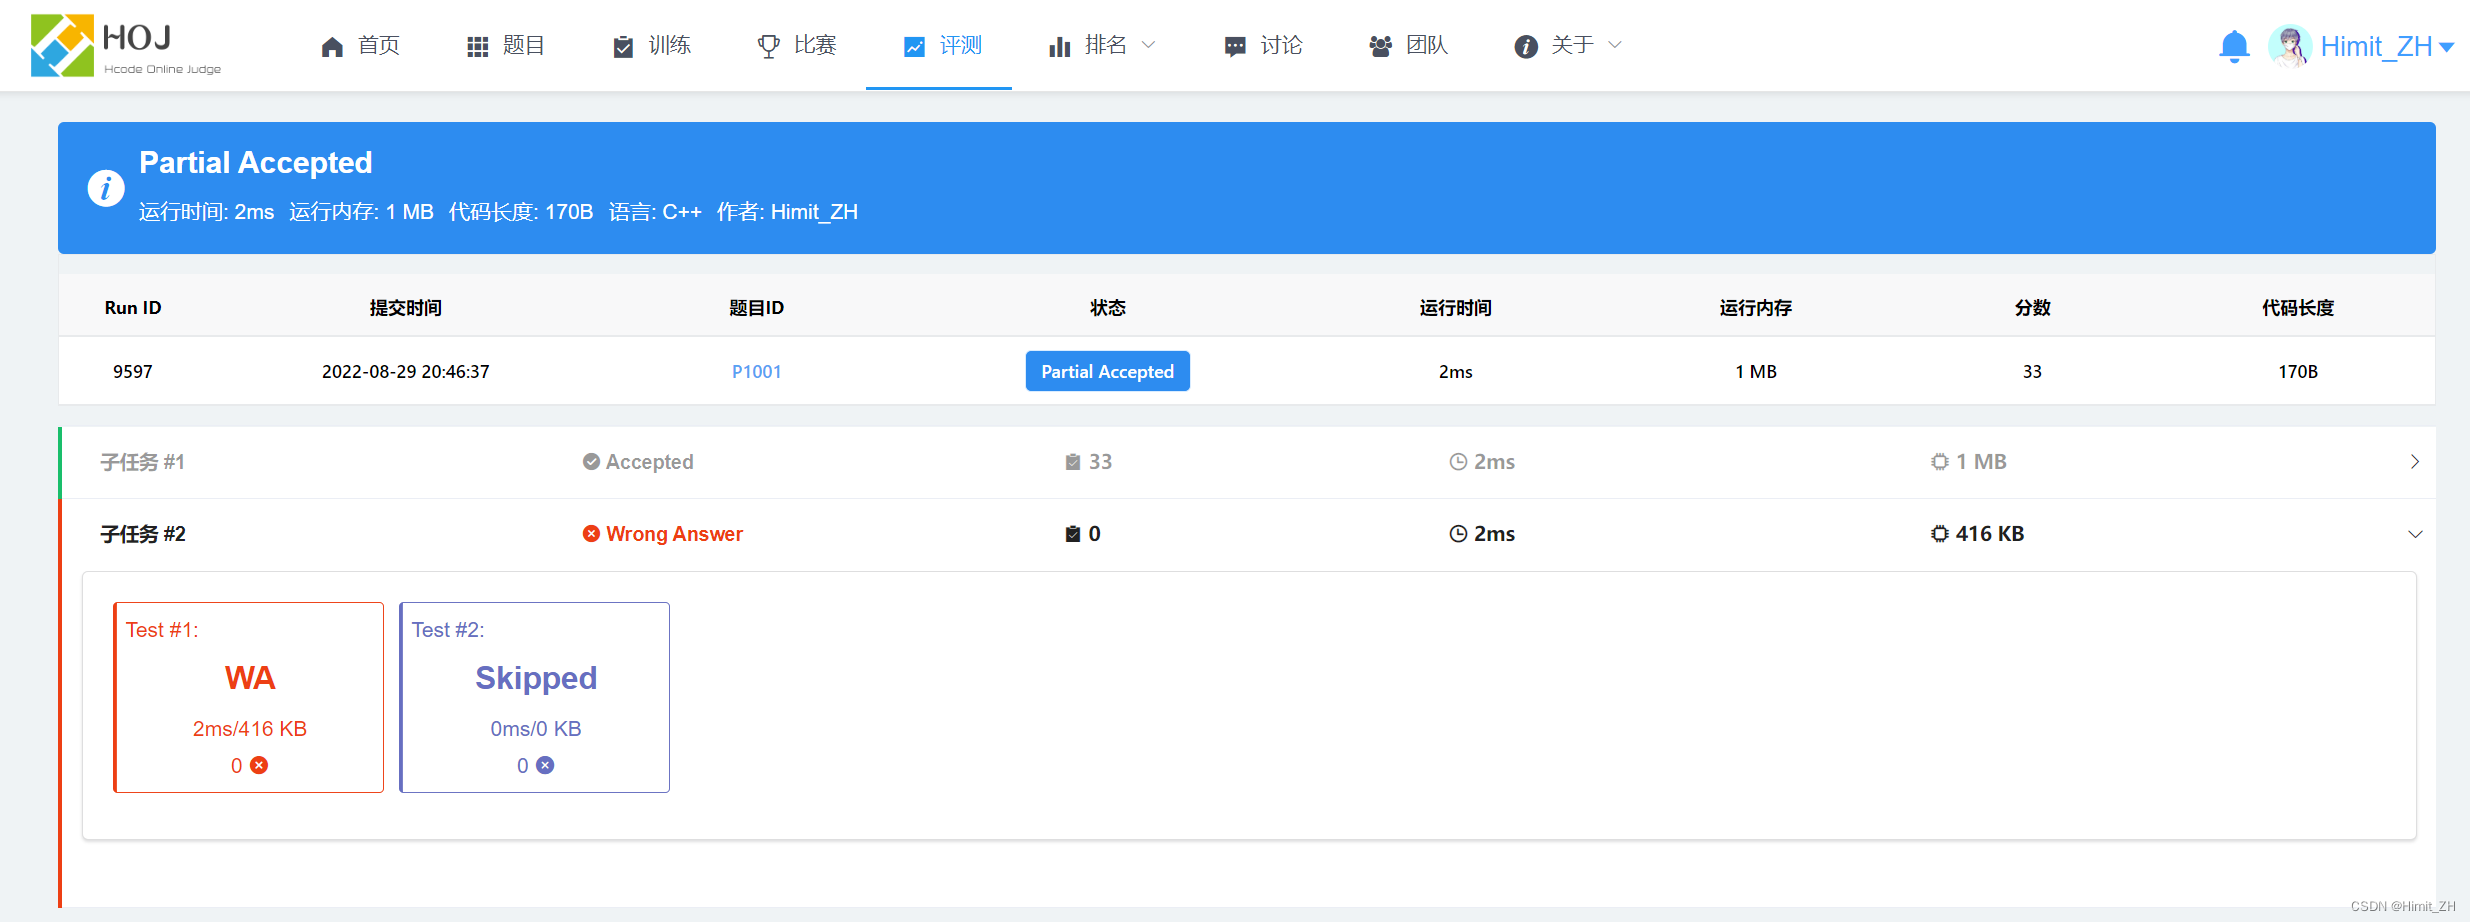 HOJ
Hcode Online Judge
首页 题目 训练 比赛 评测 排名 讨论 团队 关于 Himit_ZH
Partial Accepted
运行时间: 2ms 运行内存: 1 MB 代码长度: 170B 语言: C++ 作者: Himit_ZH
Run ID 提交时间 题目ID 状态 运行时间 运行内存 分数 代码长度
9597 2022-08-29 20:46:37 P1001 Partial Accepted 2ms 1 MB 33 170B
子任务 #1 Accepted 33 2ms 1 MB
子任务 #2 Wrong Answer 0 2ms 416 KB
Test #1: Test #2:
WA Skipped
2ms/416 KB 0ms/0 KB
0 0
CSDN @Himit_ZH